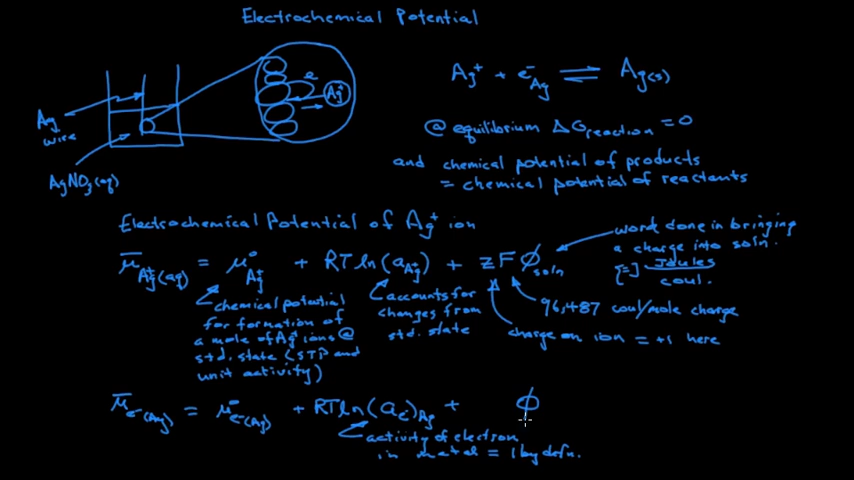 Electrochemical Potential
Ag wire
AgNO3(aq)
e
Ag+
Ag+ + e-Ag ⇌ Ag(s)
@ equilibrium ΔGreaction = 0
and chemical potential of products
= chemical potential of reactants
Electrochemical Potential of Ag+ ion
μ̄Ag+(aq) = μ°Ag+ + RT ln(aAg+) + zFϕsoln
chemical potential
for formation of
a mole of Ag+ ions @
std. state (STP and
unit activity)
accounts for
changes from
std. state
work done in bringing
a charge into soln.
[=] Joules / coul.
96,487 coul/mole charge
charge on ion = +1 here
μ̄e-(Ag) = μ°e-(Ag) + RT ln(ae-)Ag + ϕ
activity of electron
in metal = 1 by defn.